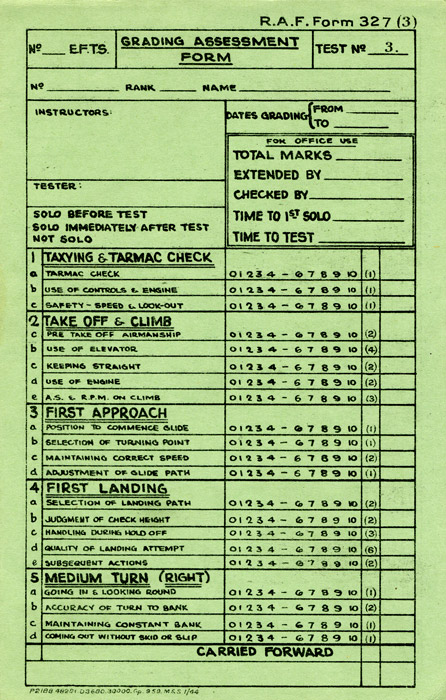 R.A.F. Form 327 (3)
Nº ___ E.F.T.S. GRADING ASSESSMENT FORM TEST Nº 3.
Nº ________ RANK ______ NAME ________________
INSTRUCTORS:
DATES GRADING { FROM ________
TO ________
FOR OFFICE USE
TOTAL MARKS ________
EXTENDED BY ________
CHECKED BY ________
TIME TO 1ST SOLO ________
TIME TO TEST ________
TESTER:
SOLO BEFORE TEST
SOLO IMMEDIATELY AFTER TEST
NOT SOLO
1 TAXYING & TARMAC CHECK
a TARMAC CHECK 0 1 2 3 4 - 6 7 8 9 10 (1)
b USE OF CONTROLS & ENGINE 0 1 2 3 4 - 6 7 8 9 10 (1)
c SAFETY - SPEED & LOOK-OUT 0 1 2 3 4 - 6 7 8 9 10 (1)
2 TAKE OFF & CLIMB
c PRE TAKE OFF AIRMANSHIP 0 1 2 3 4 - 6 7 8 9 10 (2)
b USE OF ELEVATOR 0 1 2 3 4 - 6 7 8 9 10 (4)
c KEEPING STRAIGHT 0 1 2 3 4 - 6 7 8 9 10 (2)
d USE OF ENGINE 0 1 2 3 4 - 6 7 8 9 10 (2)
e A.S. & R.P.M. ON CLIMB 0 1 2 3 4 - 6 7 8 9 10 (3)
3 FIRST APPROACH
a POSITION TO COMMENCE GLIDE 0 1 2 3 4 - 6 7 8 9 10 (1)
b SELECTION OF TURNING POINT 0 1 2 3 4 - 6 7 8 9 10 (1)
c MAINTAINING CORRECT SPEED 0 1 2 3 4 - 6 7 8 9 10 (2)
d ADJUSTMENT OF GLIDE PATH 0 1 2 3 4 - 6 7 8 9 10 (1)
4 FIRST LANDING
a SELECTION OF LANDING PATH 0 1 2 3 4 - 6 7 8 9 10 (2)
b JUDGMENT OF CHECK HEIGHT 0 1 2 3 4 - 6 7 8 9 10 (2)
c HANDLING DURING HOLD OFF 0 1 2 3 4 - 6 7 8 9 10 (3)
d QUALITY OF LANDING ATTEMPT 0 1 2 3 4 - 6 7 8 9 10 (6)
e SUBSEQUENT ACTIONS 0 1 2 3 4 - 6 7 8 9 10 (2)
5 MEDIUM TURN (RIGHT)
a GOING IN & LOOKING ROUND 0 1 2 3 4 - 6 7 8 9 10 (1)
b ACCURACY OF TURN TO BANK 0 1 2 3 4 - 6 7 8 9 10 (2)
c MAINTAINING CONSTANT BANK 0 1 2 3 4 - 6 7 8 9 10 (1)
d COMING OUT WITHOUT SKID OR SLIP 0 1 2 3 4 - 6 7 8 9 10 (1)
CARRIED FORWARD
30000. Gp. 959. M&S. 1/44